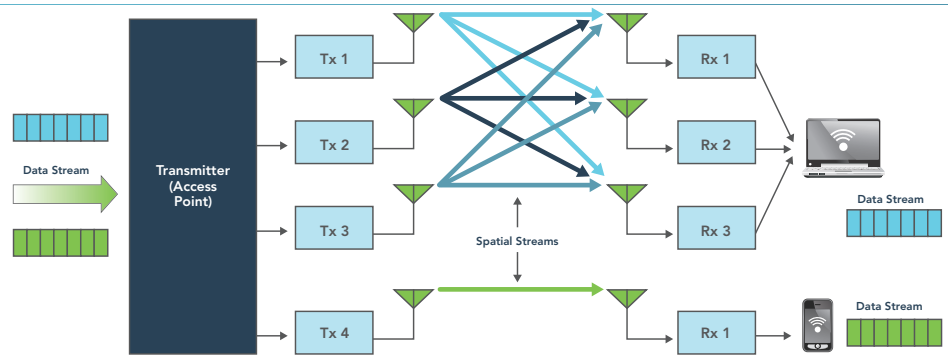 Tx 1
Rx 1
Tx 2
Rx 2
Data Stream
Transmitter
(Access
Point)
Data Stream
Tx 3
Spatial Streams
Rx 3
Data Stream
Tx 4
Rx 1